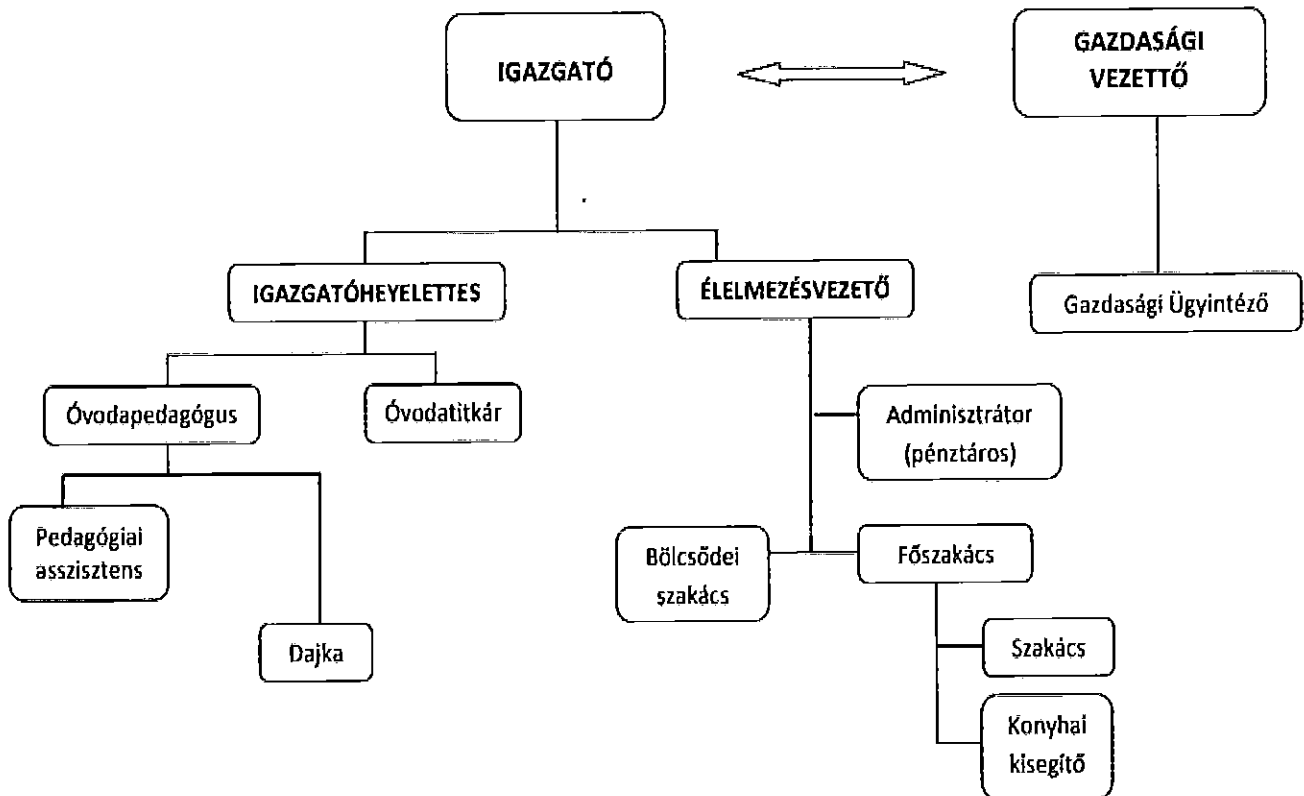 IGAZGATÓ
GAZDASÁGI
VEZETTŐ
IGAZGATÓHEYELETTES
ÉLELMEZÉSVEZETŐ
Gazdasági Ügyintéző
Óvodapedagógus
Óvodatitkár
Adminisztrátor
(pénztáros)
Pedagógiai
asszisztens
Bölcsődei
szakács
Főszakács
Dajka
Szakács
Konyhai
kisegítő